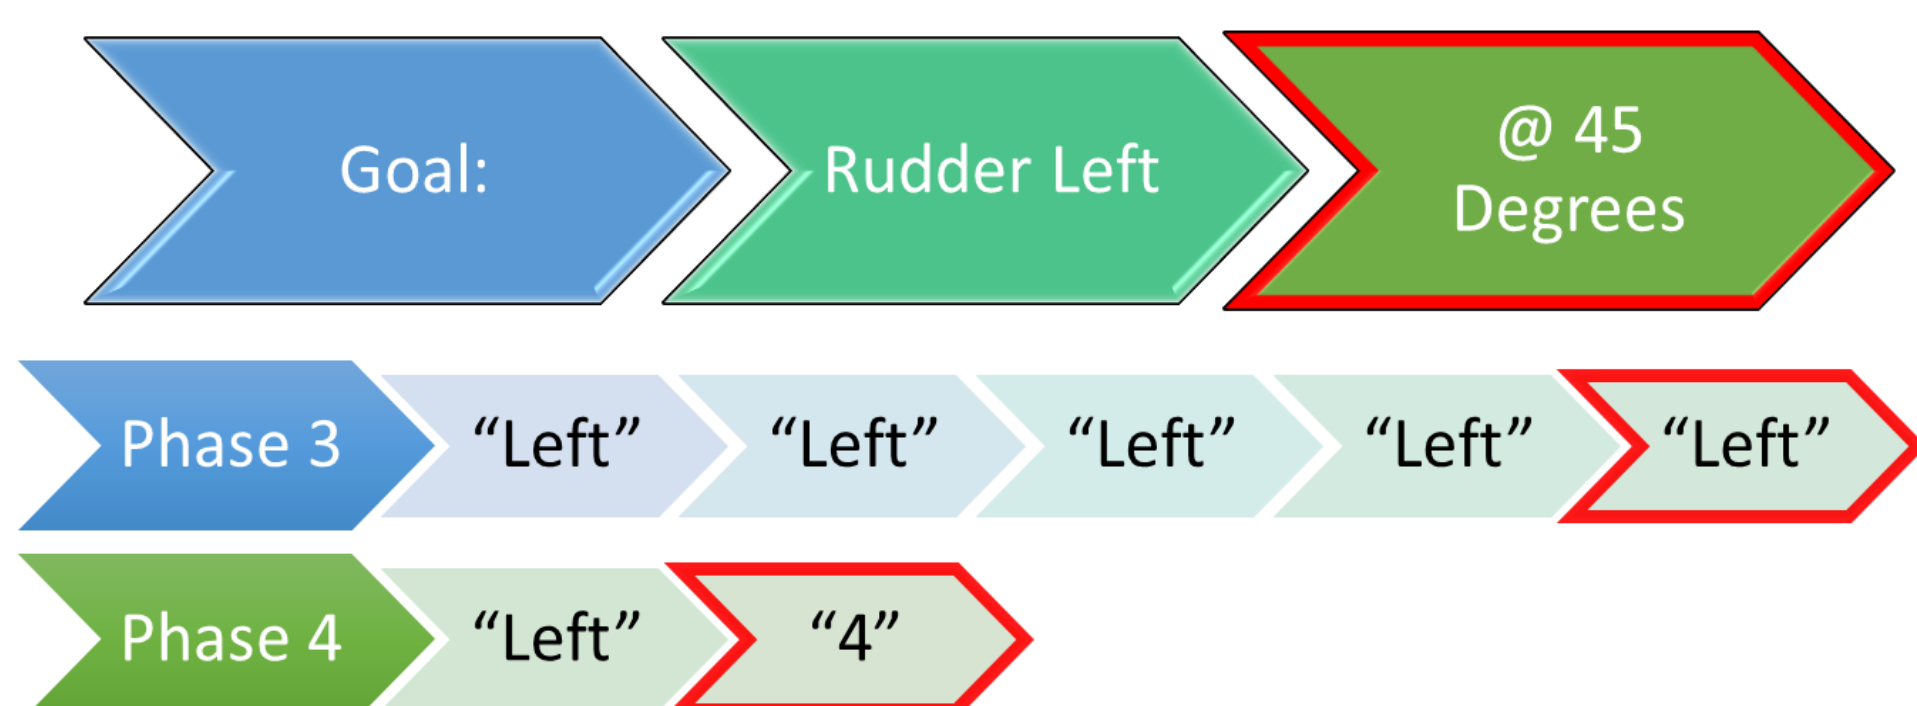 Goal:
Rudder Left
@ 45
Degrees
Phase 3
“Left”
“Left”
“Left”
“Left”
“Left”
Phase 4
“Left”
“4”